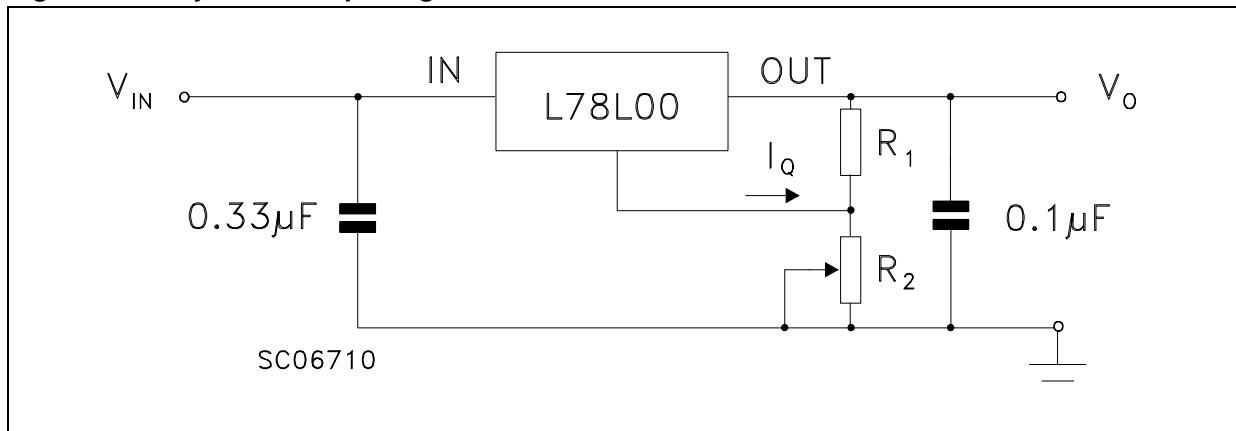 IN
OUT
V_IN
L78L00
V_O
R_1
I_Q
0.33μF
0.1μF
R_2
SC06710